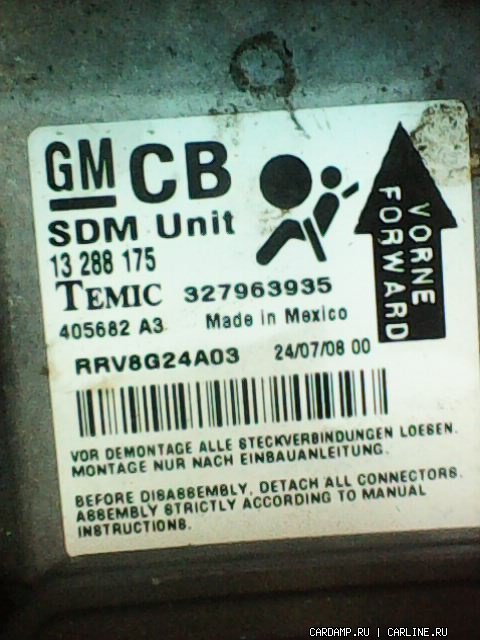 GM CB
SDM Unit
13 288 175
TEMIC 327963935
405682 A3 Made in Mexico
RRV8G24A03 24/07/08 00
VORNE
FORWARD
VOR DEMONTAGE ALLE STECKVERBINDUNGEN LOESEN.
MONTAGE NUR NACH EINBAUANLEITUNG.
BEFORE DISASSEMBLY, DETACH ALL CONNECTORS.
ASSEMBLY STRICTLY ACCORDING TO MANUAL
INSTRUCTIONS.
CARDAMP.RU | CARLINE.RU